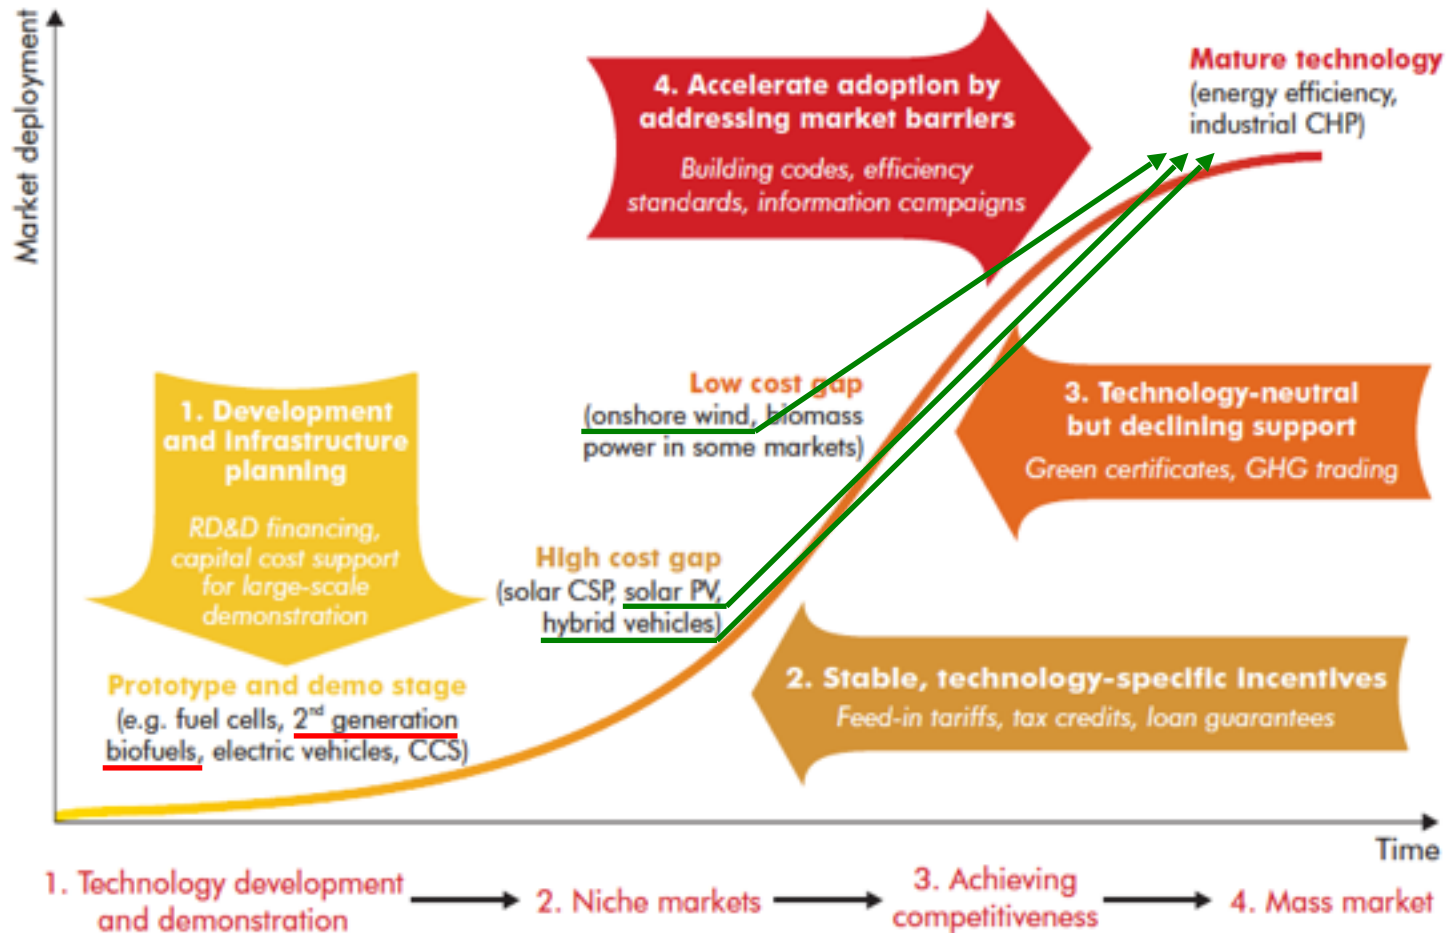 Market deployment
4. Accelerate adoption by
addressing market barriers
Building codes, efficiency
standards, information campaigns
Mature technology
(energy efficiency,
industrial CHP)
Low cost gap
(onshore wind, biomass
power in some markets)
3. Technology-neutral
but declining support
Green certificates, GHG trading
1. Development
and infrastructure
planning
RD&D financing,
capital cost support
for large-scale
demonstration
High cost gap
(solar CSP, solar PV,
hybrid vehicles)
2. Stable, technology-specific incentives
Feed-in tariffs, tax credits, loan guarantees
Prototype and demo stage
(e.g. fuel cells, 2nd generation
biofuels, electric vehicles, CCS)
Time
1. Technology development
and demonstration
2. Niche markets
3. Achieving
competitiveness
4. Mass market